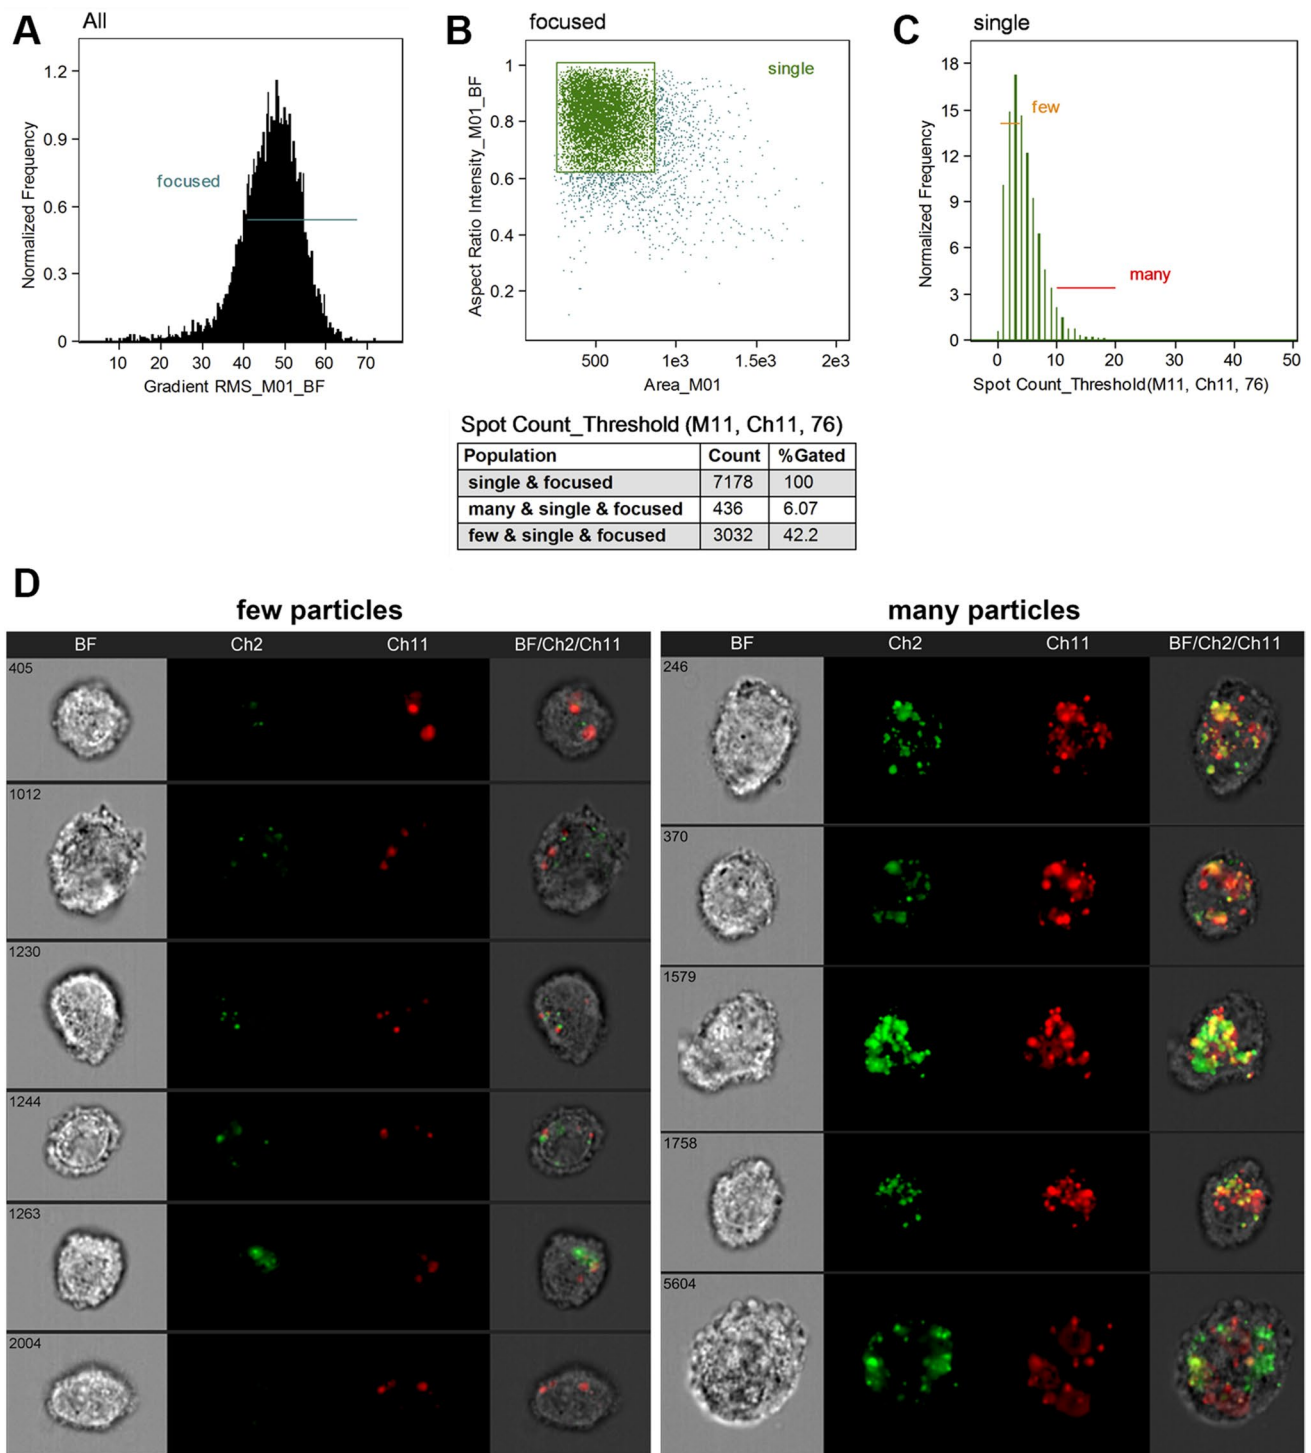 A
All
1.2
0.9
0.6
0.3
0
Normalized Frequency
focused
10 20 30 40 50 60 70
Gradient RMS_M01_BF
B
focused
1
0.8
0.6
0.4
0.2
Aspect Ratio Intensity_M01_BF
single
500 1e3 1.5e3 2e3
Area_M01
C
single
18
15
12
9
6
3
0
Normalized Frequency
few
many
0 10 20 30 40 50
Spot Count_Threshold(M11, Ch11, 76)
Spot Count_Threshold (M11, Ch11, 76)
Population Count %Gated
single & focused 7178 100
many & single & focused 436 6.07
few & single & focused 3032 42.2
D
few particles
BF Ch2 Ch11 BF/Ch2/Ch11
405
1012
1230
1244
1263
2004
many particles
BF Ch2 Ch11 BF/Ch2/Ch11
246
370
1579
1758
5604